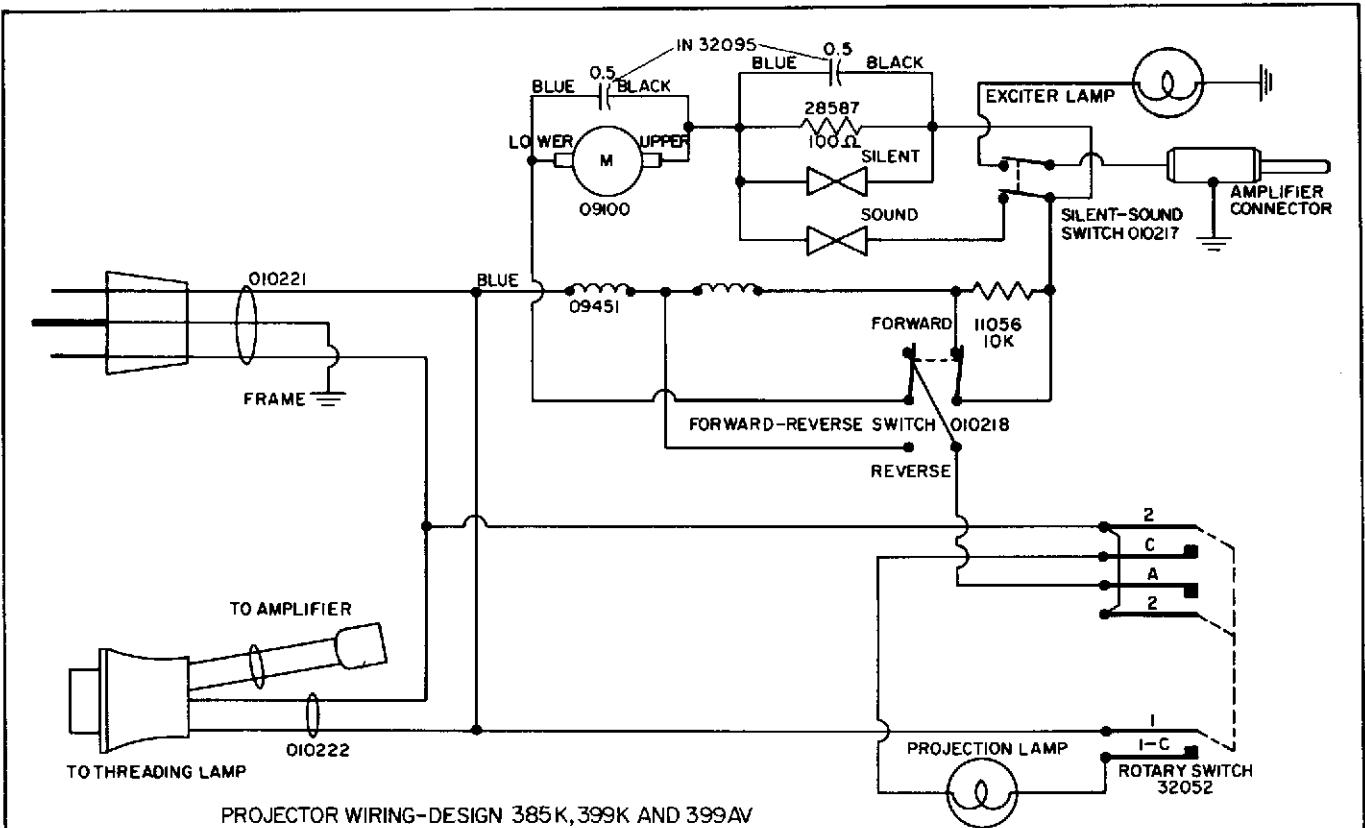 IN 32095
0.5
0.5
BLUE
BLACK
BLUE
BLACK
EXCITER LAMP
28587
100Ω
LOWER
UPPER
M
09100
SILENT
SOUND
SILENT-SOUND
SWITCH 010217
AMPLIFIER
CONNECTOR
010221
BLUE
09451
FORWARD
11056
10K
FRAME
FORWARD-REVERSE SWITCH 010218
REVERSE
2
C
A
2
TO AMPLIFIER
010222
TO THREADING LAMP
1
1-C
PROJECTION LAMP
ROTARY SWITCH
32052
PROJECTOR WIRING-DESIGN 385K, 399K AND 399AV